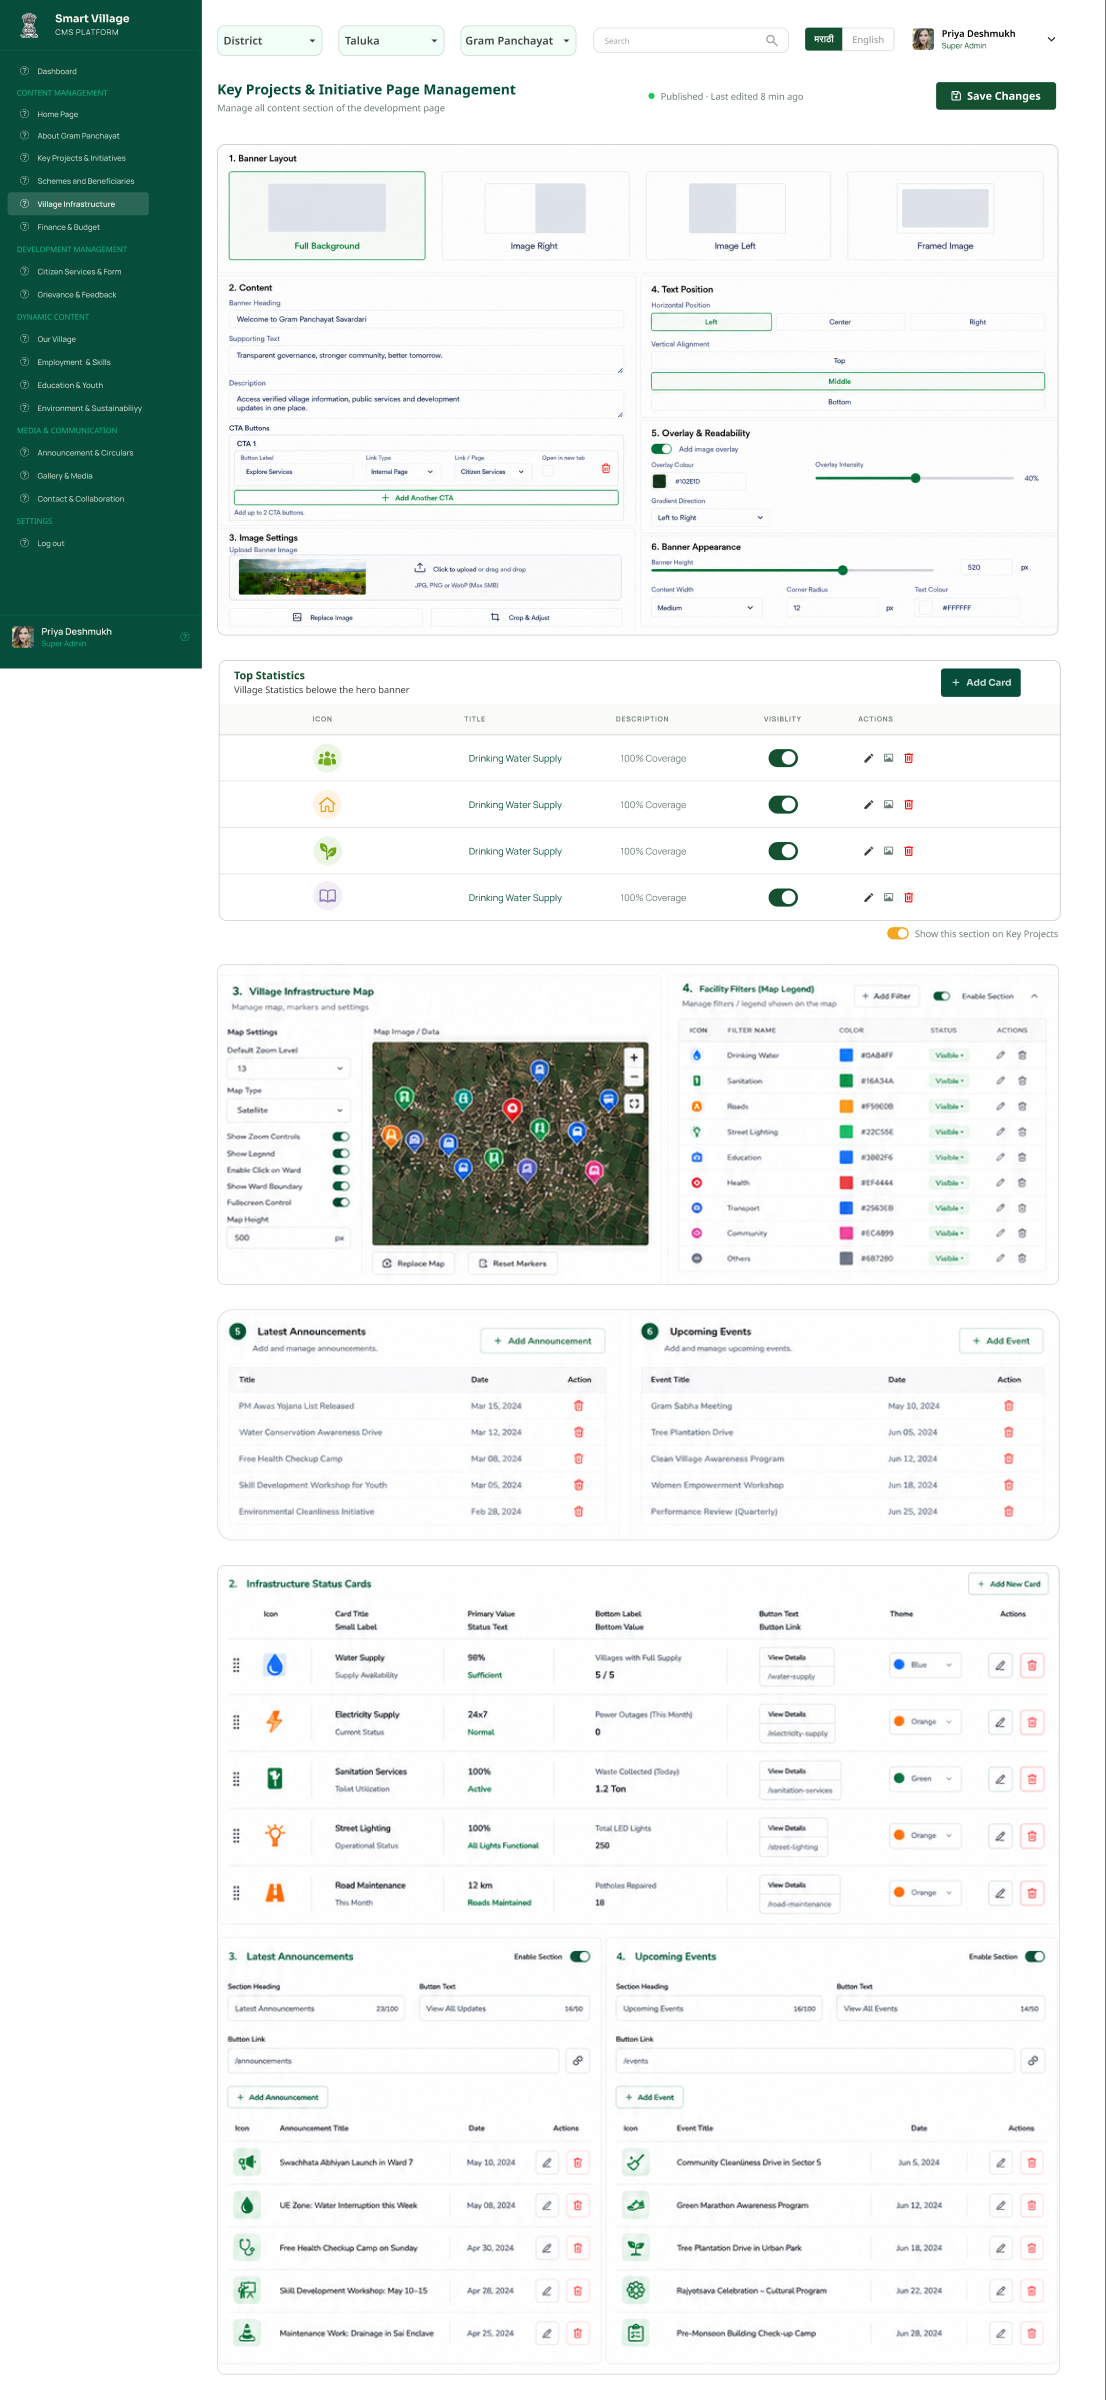 Smart Village
CMS PLATFORM
Dashboard
CONTENT MANAGEMENT
Home Page
About Gram Panchayat
Key Projects & Initiatives
Schemes and Beneficiaries
Village Infrastructure
Finance & Budget
DEVELOPMENT MANAGEMENT
Citizen Services & Form
Grievance & Feedback
DYNAMIC CONTENT
Our Village
Employment & Skills
Education & Youth
Environment & Sustainabiliyy
MEDIA & COMMUNICATION
Announcement & Circulars
Gallery & Media
Contact & Collaboration
SETTINGS
Log out
Priya Deshmukh
Super Admin
District
Taluka
Gram Panchayat
Search
मराठी
English
Priya Deshmukh
Super Admin
Key Projects & Initiative Page Management
Manage all content section of the development page
Published · Last edited 8 min ago
Save Changes
1. Banner Layout
Full Background
Image Right
Image Left
Framed Image
2. Content
Banner Heading
Welcome to Gram Panchayat Savardari
Supporting Text
Transparent governance, stronger community, better tomorrow.
Description
Access verified village information, public services and development
updates in one place.
CTA Buttons
CTA 1
Button Label Link Type Link / Page Open in new tab
Explore Services Internal Page Citizen Services
+ Add Another CTA
Add up to 2 CTA buttons.
3. Image Settings
Upload Banner Image
Click to upload or drag and drop
JPG, PNG or WebP (Max 5MB)
Replace Image
Crop & Adjust
4. Text Position
Horizontal Position
Left Center Right
Vertical Alignment
Top
Middle
Bottom
5. Overlay & Readability
Add image overlay
Overlay Colour Overlay Intensity
#102E1D 40%
Gradient Direction
Left to Right
6. Banner Appearance
Banner Height
520 px
Content Width Corner Radius Text Colour
Medium 12 px #FFFFFF
Top Statistics
Village Statistics belowe the hero banner
+ Add Card
ICON TITLE DESCRIPTION VISIBLITY ACTIONS
Drinking Water Supply 100% Coverage
Drinking Water Supply 100% Coverage
Drinking Water Supply 100% Coverage
Drinking Water Supply 100% Coverage
Show this section on Key Projects
3. Village Infrastructure Map
Manage map, markers and settings
Map Settings
Default Zoom Level
13
Map Type
Satellite
Show Zoom Controls
Show Legend
Enable Click on Ward
Show Ward Boundary
Fullscreen Control
Map Height
500 px
Map Image / Data
+
−
Replace Map
Reset Markers
4. Facility Filters (Map Legend)
Manage filters / legend shown on the map
+ Add Filter
Enable Section
ICON FILTER NAME COLOR STATUS ACTIONS
Drinking Water #0A84FF Visible
Sanitation #16A34A Visible
Roads #F59E0B Visible
Street Lighting #22C55E Visible
Education #3B82F6 Visible
Health #EF4444 Visible
Transport #2563EB Visible
Community #EC4899 Visible
Others #6B7280 Visible
5 Latest Announcements
Add and manage announcements.
+ Add Announcement
Title Date Action
PM Awas Yojana List Released Mar 15, 2024
Water Conservation Awareness Drive Mar 12, 2024
Free Health Checkup Camp Mar 08, 2024
Skill Development Workshop for Youth Mar 05, 2024
Environmental Cleanliness Initiative Feb 28, 2024
6 Upcoming Events
Add and manage upcoming events.
+ Add Event
Event Title Date Action
Gram Sabha Meeting May 10, 2024
Tree Plantation Drive Jun 05, 2024
Clean Village Awareness Program Jun 12, 2024
Women Empowerment Workshop Jun 18, 2024
Performance Review (Quarterly) Jun 25, 2024
2. Infrastructure Status Cards
+ Add New Card
Icon Card Title Primary Value Bottom Label Button Text Theme Actions
Small Label Status Text Bottom Value Button Link
Water Supply 98% Villages with Full Supply View Details Blue
Supply Availability Sufficient 5 / 5 /water-supply
Electricity Supply 24x7 Power Outages (This Month) View Details Orange
Current Status Normal 0 /electricity-supply
Sanitation Services 100% Waste Collected (Today) View Details Green
Toilet Utilization Active 1.2 Ton /sanitation-services
Street Lighting 100% Total LED Lights View Details Orange
Operational Status All Lights Functional 250 /street-lighting
Road Maintenance 12 km Potholes Repaired View Details Orange
This Month Roads Maintained 18 /road-maintenance
3. Latest Announcements
Enable Section
Section Heading Button Text
Latest Announcements 23/100 View All Updates 16/50
Button Link
/announcements
+ Add Announcement
Icon Announcement Title Date Actions
Swachhata Abhiyan Launch in Ward 7 May 10, 2024
UE Zone: Water Interruption this Week May 08, 2024
Free Health Checkup Camp on Sunday Apr 30, 2024
Skill Development Workshop: May 10–15 Apr 28, 2024
Maintenance Work: Drainage in Sai Enclave Apr 25, 2024
4. Upcoming Events
Enable Section
Section Heading Button Text
Upcoming Events 16/100 View All Events 14/50
Button Link
/events
+ Add Event
Icon Event Title Date Actions
Community Cleanliness Drive in Sector 5 Jun 5, 2024
Green Marathon Awareness Program Jun 12, 2024
Tree Plantation Drive in Urban Park Jun 18, 2024
Rajyotsava Celebration – Cultural Program Jun 22, 2024
Pre-Monsoon Building Check-up Camp Jun 28, 2024